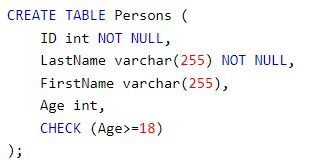 CREATE TABLE Persons (
    ID int NOT NULL,
    LastName varchar(255) NOT NULL,
    FirstName varchar(255),
    Age int,
    CHECK (Age>=18)
);